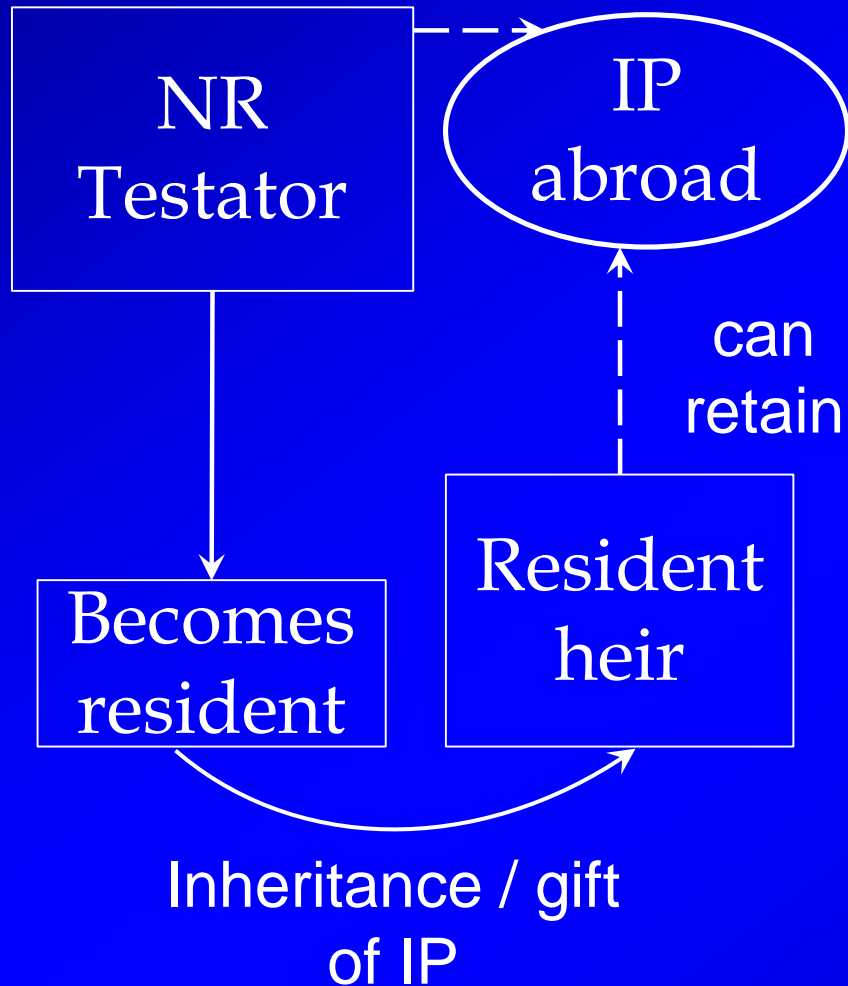 NR
Testator
IP
abroad
can
retain
Becomes
resident
Resident
heir
Inheritance / gift
of IP